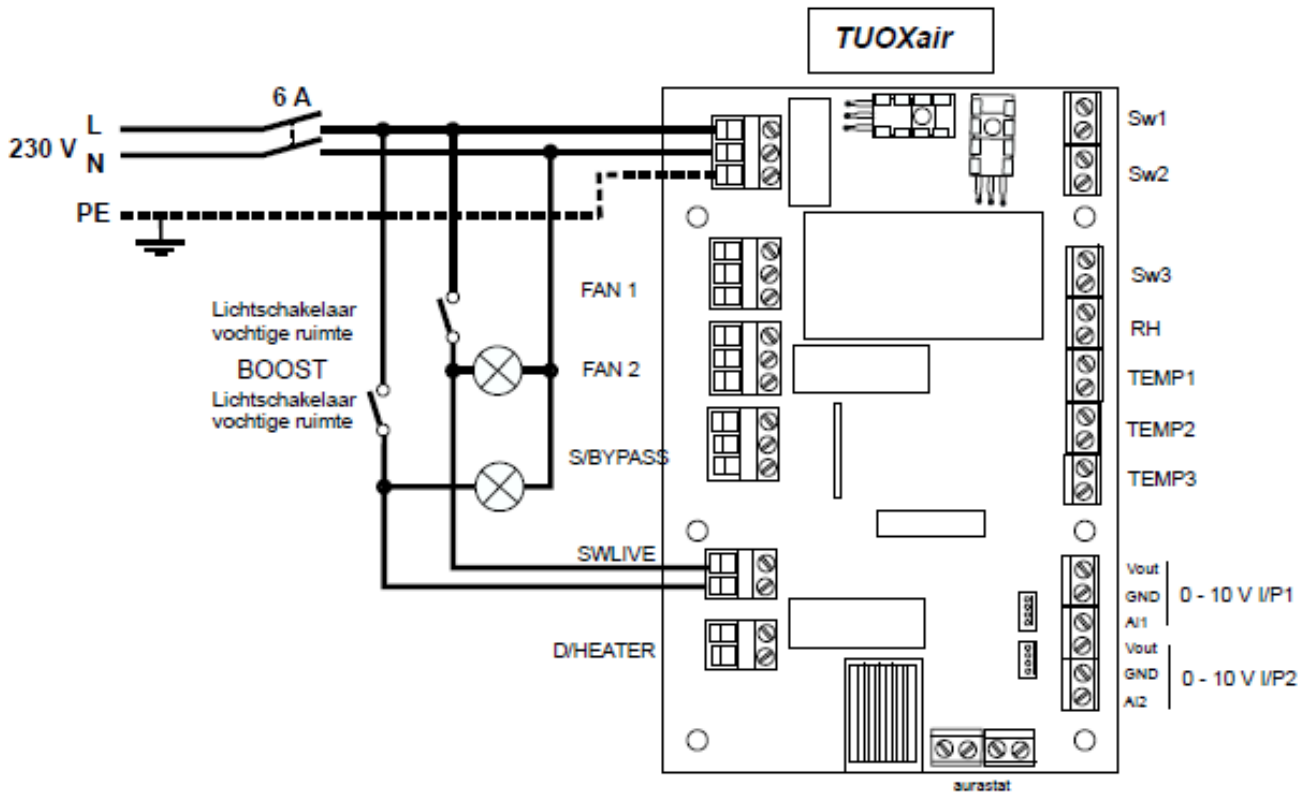 TUOXair
6 A
L
230 V
N
PE
Lichtschakelaar
vochtige ruimte
BOOST
Lichtschakelaar
vochtige ruimte
FAN 1
FAN 2
S/BYPASS
SWLIVE
D/HEATER
Sw1
Sw2
Sw3
RH
TEMP1
TEMP2
TEMP3
Vout
GND
AI1
0 - 10 V I/P1
Vout
GND
AI2
0 - 10 V I/P2
aurastat